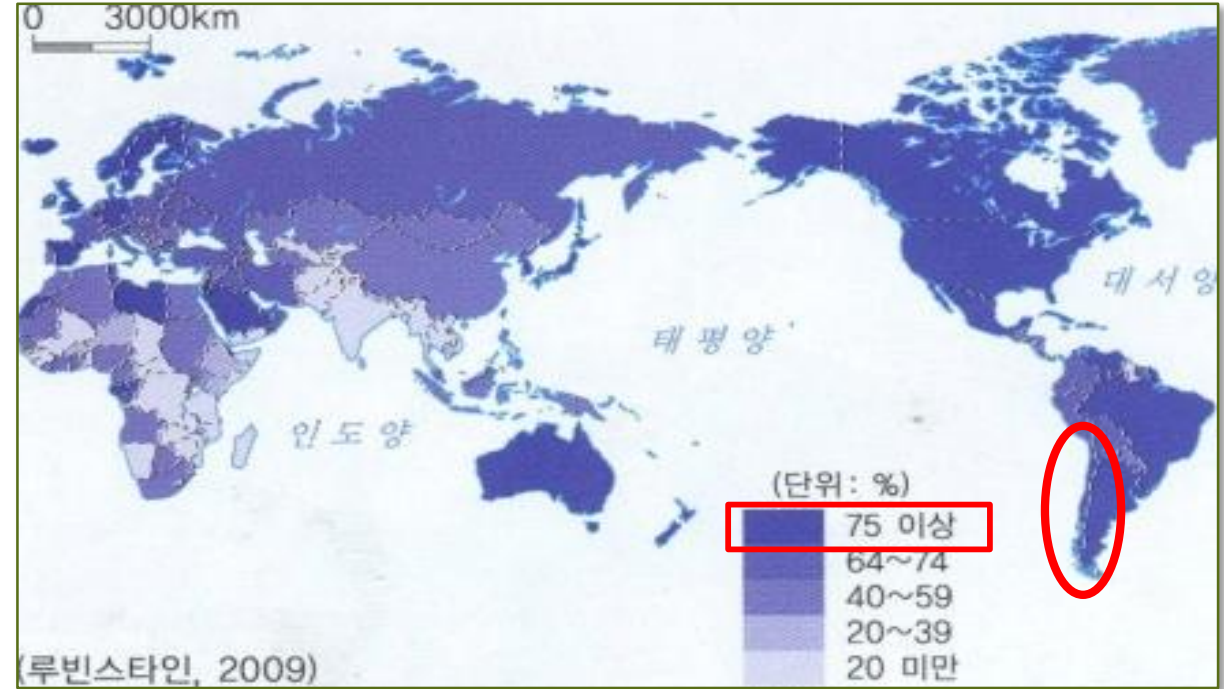 0 3000km
대서양
태평양
인도양
(단위: %)
75 이상
64~74
40~59
20~39
20 미만
(루빈스타인, 2009)